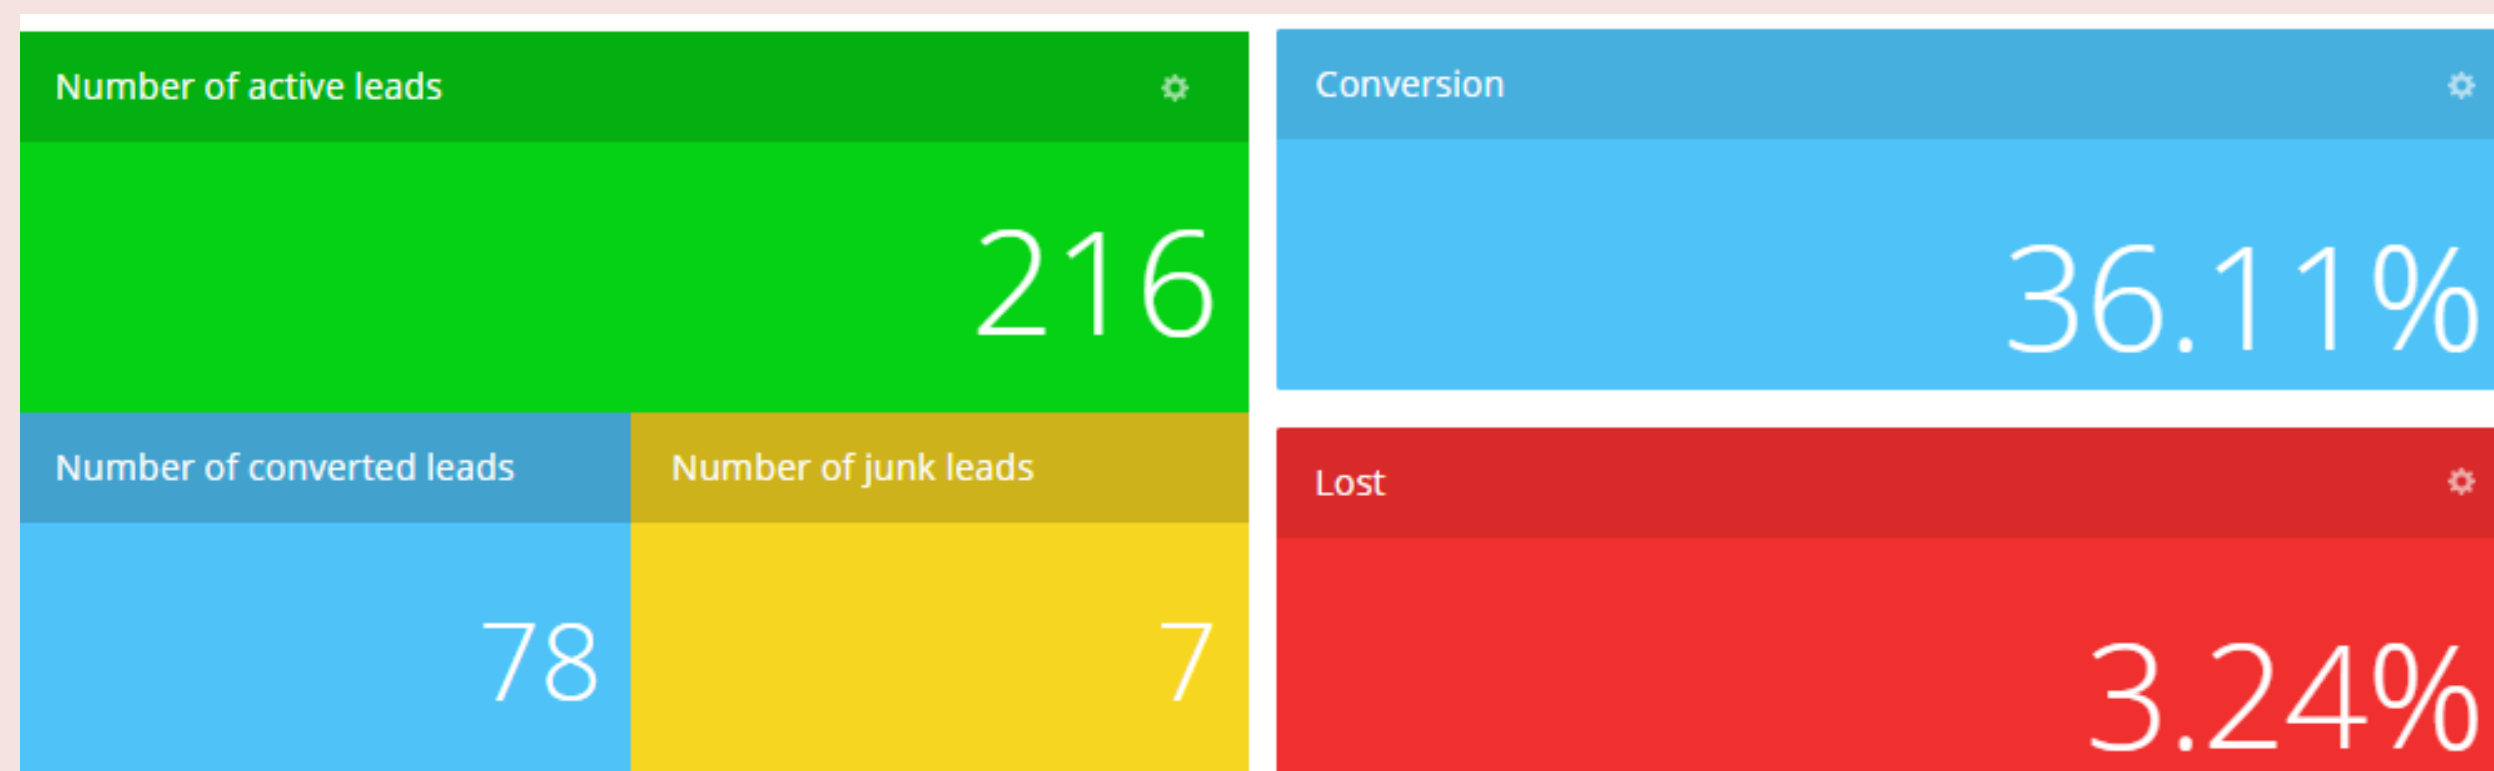 Number of active leads
216
Number of converted leads
78
Number of junk leads
7
Conversion
36.11%
Lost
3.24%